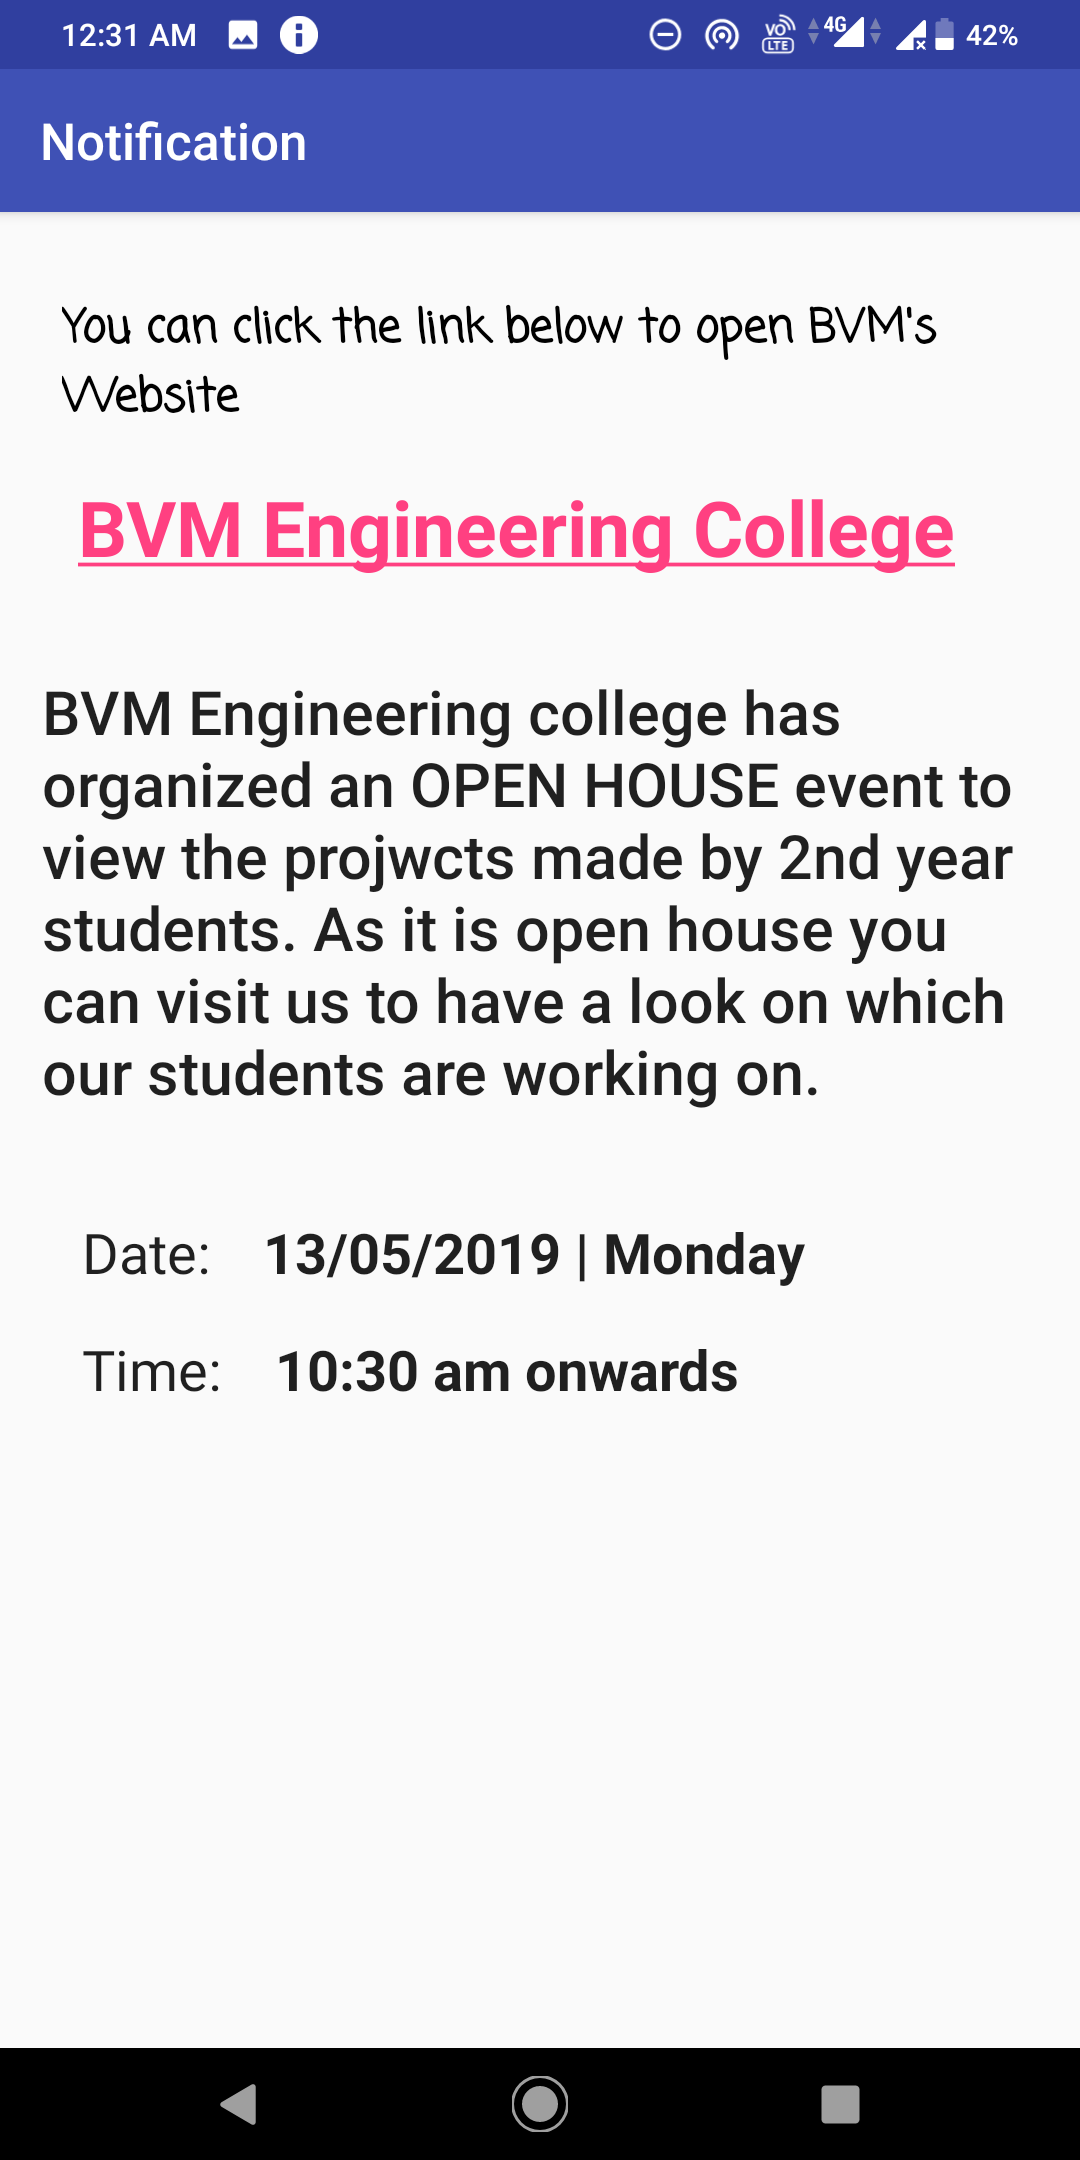 12:31 AM VO LTE 4G 42%
Notification
You can click the link below to open BVM's
Website
BVM Engineering College
BVM Engineering college has
organized an OPEN HOUSE event to
view the projwcts made by 2nd year
students. As it is open house you
can visit us to have a look on which
our students are working on.
Date: 13/05/2019 | Monday
Time: 10:30 am onwards